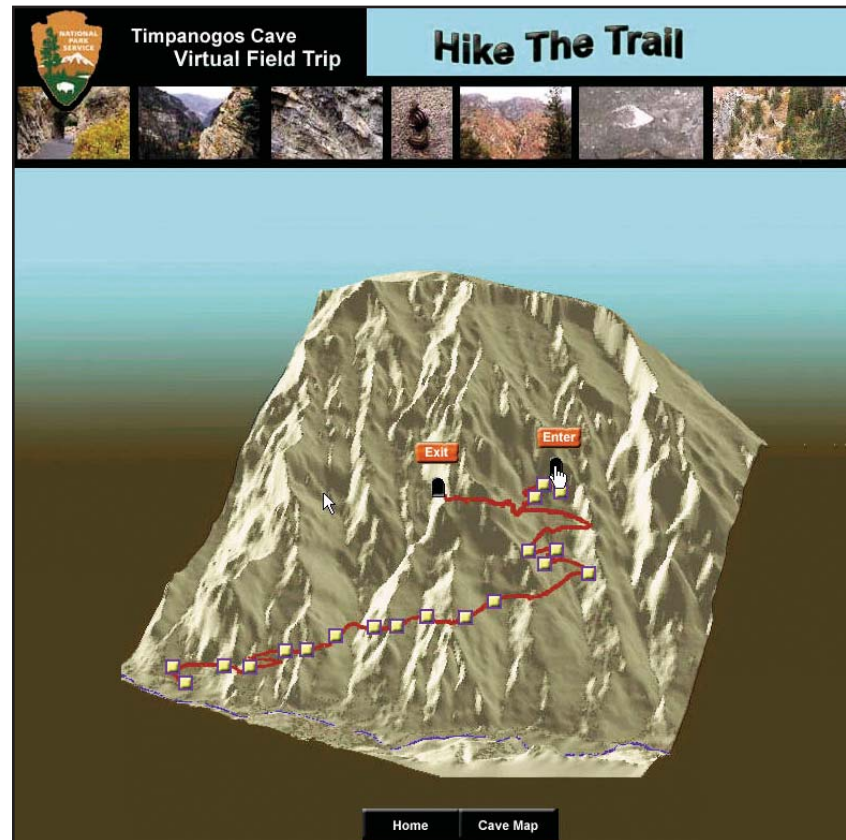 NATIONAL
PARK
SERVICE
Timpanogos Cave
Virtual Field Trip
Hike The Trail
Enter
Exit
Home
Cave Map